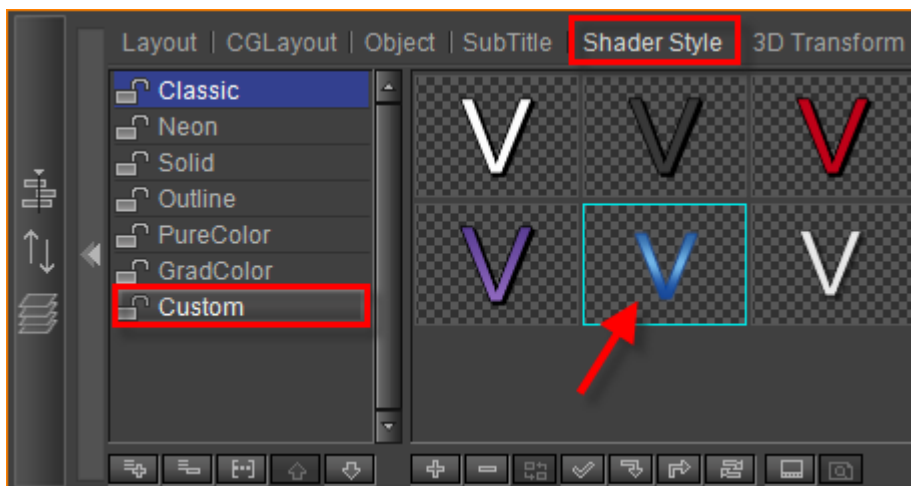 Layout | CGLayout | Object | SubTitle | Shader Style 3D Transform
Classic
Neon
Solid
Outline
PureColor
GradColor
Custom
V V V
V V V